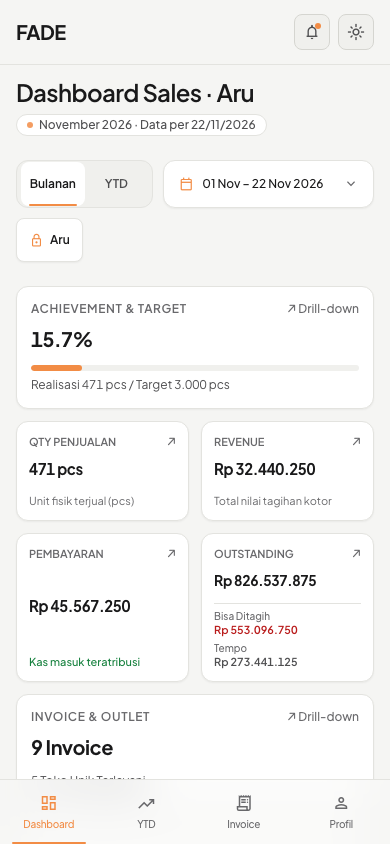 FADE
Dashboard Sales · Aru
November 2026 · Data per 22/11/2026
Bulanan
YTD
01 Nov – 22 Nov 2026
Aru
ACHIEVEMENT & TARGET
Drill-down
15.7%
Realisasi 471 pcs / Target 3.000 pcs
QTY PENJUALAN
471 pcs
Unit fisik terjual (pcs)
REVENUE
Rp 32.440.250
Total nilai tagihan kotor
PEMBAYARAN
Rp 45.567.250
Kas masuk teratribusi
OUTSTANDING
Rp 826.537.875
Bisa Ditagih
Rp 553.096.750
Tempo
Rp 273.441.125
INVOICE & OUTLET
Drill-down
9 Invoice
Dashboard
YTD
Invoice
Profil